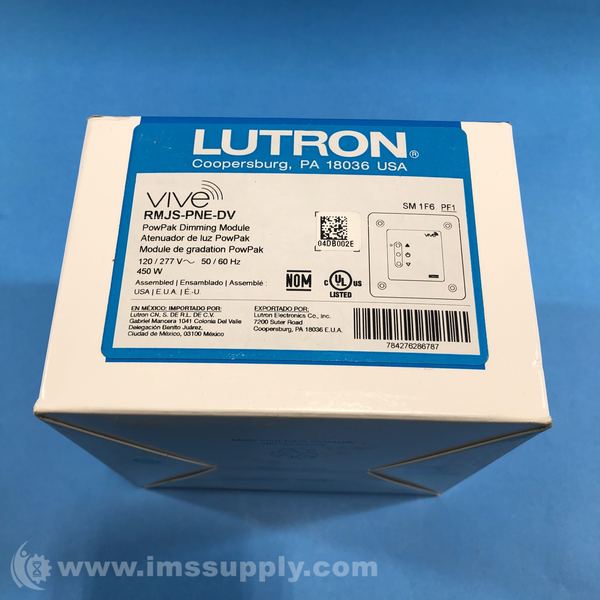 LUTRON®
Coopersburg, PA 18036 USA
vive
RMJS-PNE-DV
PowPak Dimming Module
Atenuador de luz PowPak
Module de gradation PowPak
120 / 277 V~ 50 / 60 Hz
450 W
Assembled | Ensamblado | Assemblé :
USA | E.U.A. | É.-U.
04DB002E
SM 1F6 PF1
vive
NOM
C UL US
LISTED
EN MÉXICO: IMPORTADO POR:
Lutron CN, S. DE R.L. DE C.V.
Gabriel Mancera 1041 Colonia Del Valle
Delegación Benito Juárez,
Ciudad de México, 03100 México
EXPORTADO POR:
Lutron Electronics Co., Inc.
7200 Suter Road
Coopersburg, PA 18036 E.U.A.
784276286787
www.imssupply.com